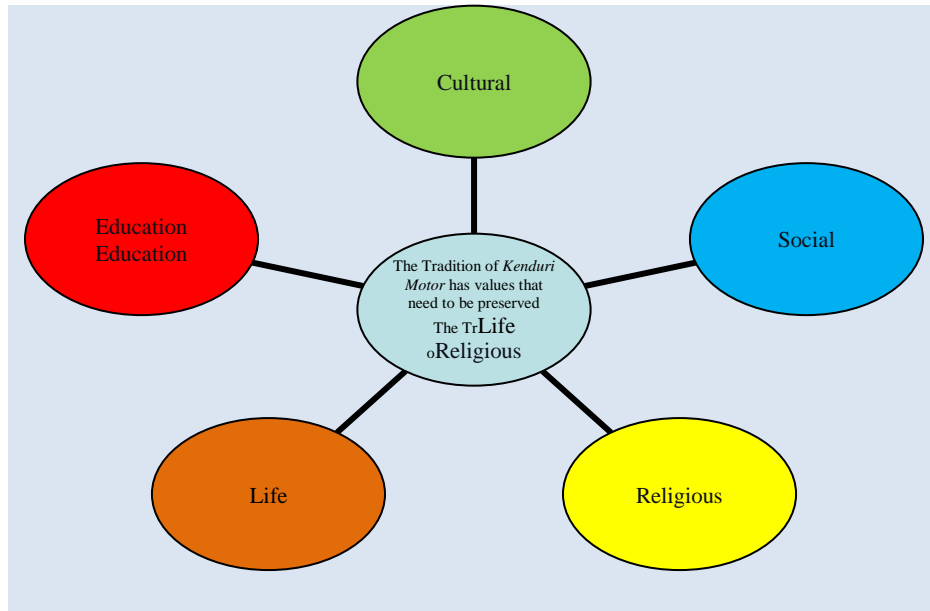 Cultural
Education
Education
Social
The Tradition of Kenduri
Motor has values that
need to be preserved
The TrLife
oReligious
Life
Religious